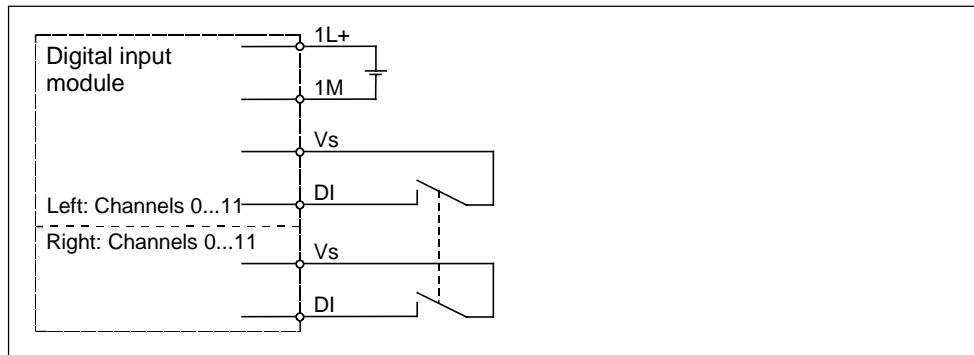 1L+
Digital input
module
1M
Vs
DI
Left: Channels 0...11
Right: Channels 0...11
Vs
DI